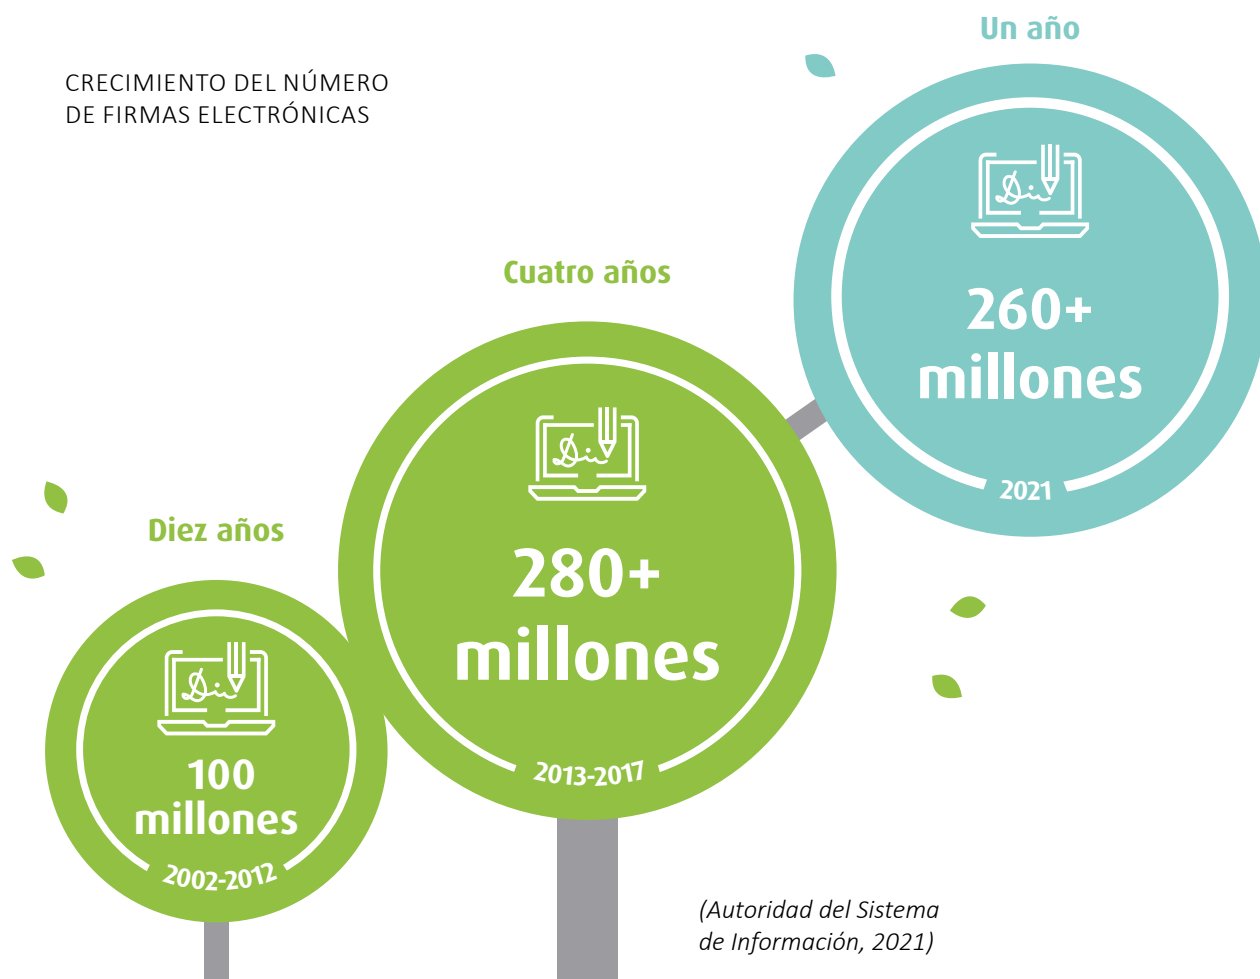 CRECIMIENTO DEL NÚMERO
DE FIRMAS ELECTRÓNICAS
Diez años
100
millones
2002-2012
Cuatro años
280+
millones
2013-2017
Un año
260+
millones
2021
(Autoridad del Sistema
de Información, 2021)